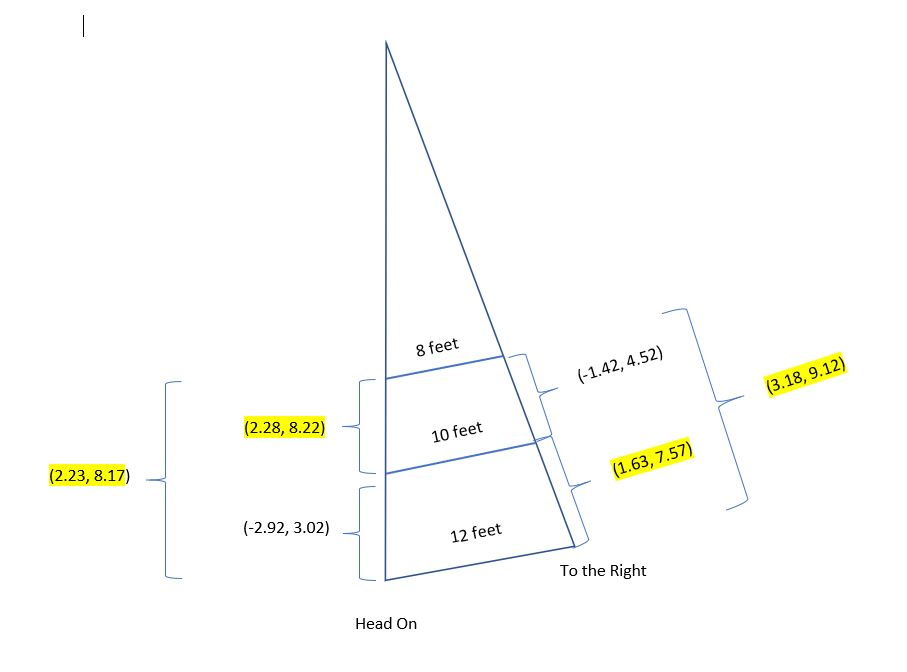 8 feet
(-1.42, 4.52)
(3.18, 9.12)
(2.28, 8.22)
10 feet
(1.63, 7.57)
(2.23, 8.17)
(-2.92, 3.02)
12 feet
To the Right
Head On